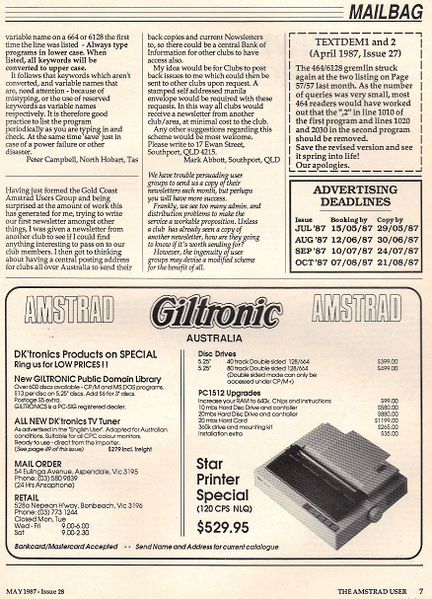 MAILBAG
variable name on a 664 or 6128 the first
time the line was listed - Always type
programs in lower case. When
listed, all keywords will be
converted to upper case.
It follows that keywords which aren't
converted, and variable names that
are, need attention - because of
mistyping, or the use of reserved
keywords as variable names
respectively. It is therefore good
practice to list the program
periodically as you are typing in and
check. At the same time 'save' just in
case of a power failure or other
disaster.
Peter Campbell, North Hobart, Tas
Having just formed the Gold Coast
Amstrad Users Group and being
surprised at the amount of work this
has generated for me, trying to write
our first newsletter amongst other
things, I was given a newsletter from
another club to see if I could find
anything interesting to pass on to our
club members. I then got to thinking
about having a central posting address
for clubs all over Australia to send their
back copies and current Newsletters
to, so there could be a central Bank of
Information for other clubs to have
access also.
My idea would be for Clubs to post
back issues to me which could then be
sent to other clubs upon request. A
stamped self addressed manila
envelope would be required with these
requests. In this way all clubs would
receive a newsletter from another
club/area, at minimal cost to the club.
Any other suggestions regarding this
scheme would be most welcome.
Please write to 17 Ewan Street,
Southport, QLD 4215.
Mark Abbott, Southport, QLD
We have trouble persuading user
groups to send us a copy of their
newsletters each month, but perhaps
you will have more success.
Frankly, we see too many admin. and
distribution problems to make the
service a workable proposition. Unless
a club has already seen a copy of
another newsletter, how are they going
to know if it's worth sending for?
However, the ingenuity of user
groups may devise a modified scheme
for the benefit of all.
TEXTDEM1 and 2
(April 1987, Issue 27)
The 464/6128 gremlin struck
again at the two listing on Page
57/57 last month. As the number
of queries was very small, most
464 readers would have worked
out that the ",2" in line 1010 of
the first program and lines 1020
and 2030 in the second program
should be removed.
Save the revised version and see
it spring into life!
Our apologies.
ADVERTISING
DEADLINES
Issue Booking by Copy by
JUL '87 15/05/87 29/05/87
AUG '87 12/06/87 30/06/87
SEP '87 10/07/87 24/07/87
OCT '87 07/08/87 21/08/87
AMSTRAD Giltronic AMSTRAD
AUSTRALIA
DK'tronics Products on SPECIAL
Ring us for LOW PRICES !!
New GILTRONIC Public Domain Library
Over 600 discs available - CP/M and MS.DOS programs.
$13 per disc on 5.25" discs. Add $6 for 3" discs.
Postage $5 extra.
GILTRONICS is a PC-SIG registered dealer.
ALL NEW DK'tronics TV Tuner
As advertised in the "English User". Adapted for Australian
conditions. Suitable for all CPC colour monitors.
Ready to use - direct from the importer.
(See page 49 of this issue) $279 incl. freight
MAIL ORDER
54 Eulinga Avenue, Aspendale, Vic 3195
Phone: (03) 580 9839
(24 Hrs Ansaphone)
RETAIL
528a Nepean H'way, Bonbeach, Vic 3196
Phone: (03) 773 1244
Closed Mon, Tue
Wed - Fri 9.00-6.00
Sat 9.00-2.30
Disc Drives
5.25" 40 track Double sided 128/664 $399.00
5.25" 80 track Double sided 128/664 $499.00
(Double sided made can only be
accessed under CP/M+)
PC1512 Upgrades
Increase your RAM to 640k. Chips and instructions $99.00
10 mlts Hard Disc Drive and controller $580.00
20mltbs Hard Disc Drive and controller $880.00
20 mltbs Hard Card $1199.00
360k drive and mounting kit $265.00
Installation extra $35.00
Star
Printer
Special
(120 CPS NLQ)
$529.95
Bankcard/Mastercard Accepted -- Send Name and Address for current catalogue
MAY 1987 - Issue 28
THE AMSTRAD USER 7